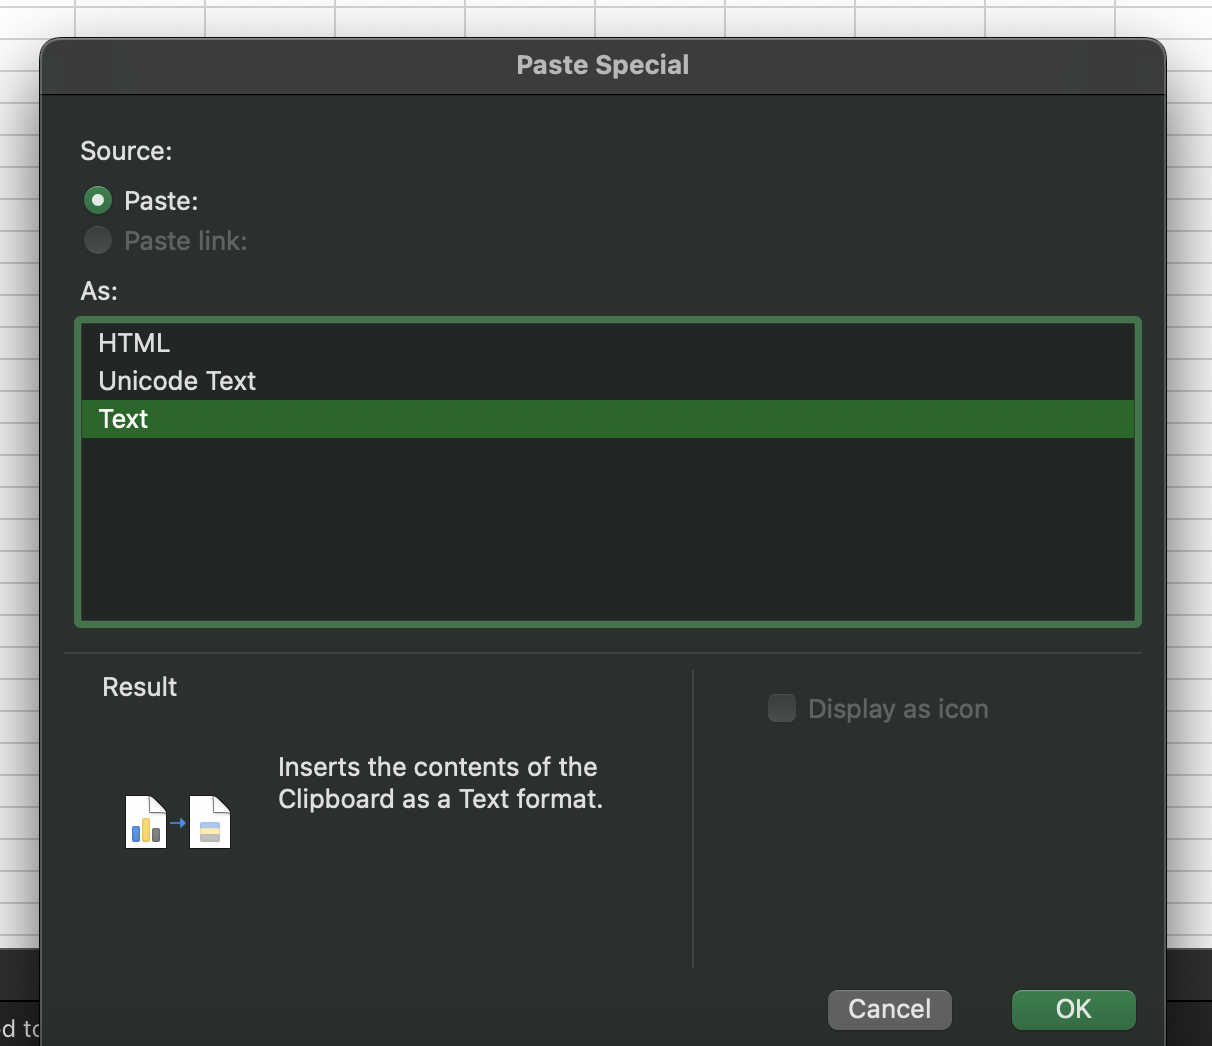 Paste Special
Source:
Paste:
Paste link:
As:
HTML
Unicode Text
Text
Result
Display as icon
Inserts the contents of the
Clipboard as a Text format.
Cancel
OK